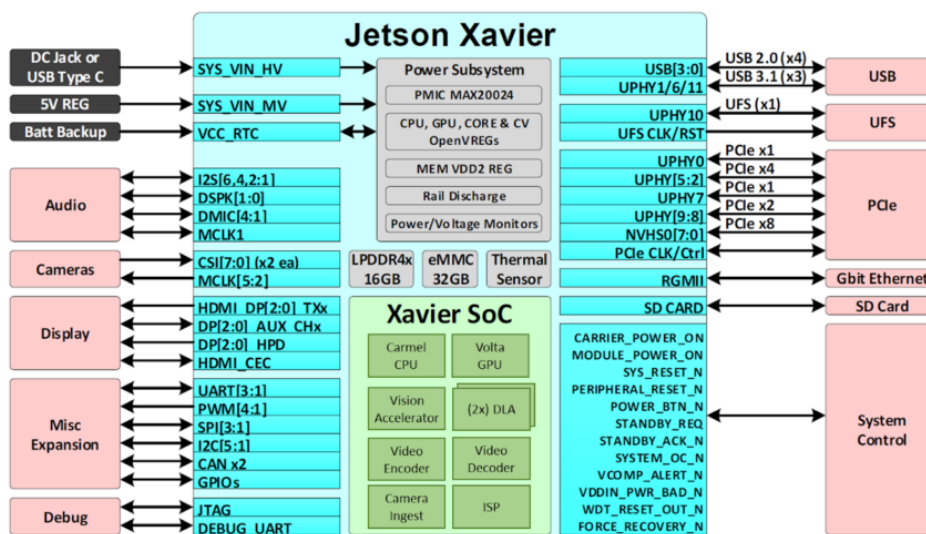 Jetson Xavier
DC Jack or
USB Type C
5V REG
Batt Backup
SYS_VIN_HV
SYS_VIN_MV
VCC_RTC
Power Subsystem
PMIC MAX20024
CPU, GPU, CORE & CV
OpenVREGs
MEM VDD2 REG
Rail Discharge
Power/Voltage Monitors
Audio
I2S[6,4,2:1]
DSPK[1:0]
DMIC[4:1]
MCLK1
Cameras
CSI[7:0] (x2 ea)
MCLK[5:2]
Display
HDMI_DP[2:0]_TXx
DP[2:0]_AUX_CHx
DP[2:0]_HPD
HDMI_CEC
Misc
Expansion
UART[3:1]
PWM[4:1]
SPI[3:1]
I2C[5:1]
CAN x2
GPIOs
Debug
JTAG
DEBUG_UART
LPDDR4x
16GB
eMMC
32GB
Thermal
Sensor
Xavier SoC
Carmel
CPU
Volta
GPU
Vision
Accelerator
(2x) DLA
Video
Encoder
Video
Decoder
Camera
Ingest
ISP
USB[3:0]
UPHY1/6/11
USB 2.0 (x4)
USB 3.1 (x3)
USB
UPHY10
UFS CLK/RST
UFS (x1)
UFS
UPHY0
UPHY[5:2]
UPHY7
UPHY[9:8]
NVHS0[7:0]
PCIe CLK/Ctrl
PCIe x1
PCIe x4
PCIe x1
PCIe x2
PCIe x8
PCIe
RGMII
Gbit Ethernet
SD CARD
SD Card
CARRIER_POWER_ON
MODULE_POWER_ON
SYS_RESET_N
PERIPHERAL_RESET_N
POWER_BTN_N
STANDBY_REQ
STANDBY_ACK_N
SYSTEM_OC_N
VCOMP_ALERT_N
VDDIN_PWR_BAD_N
WDT_RESET_OUT_N
FORCE_RECOVERY_N
System
Control